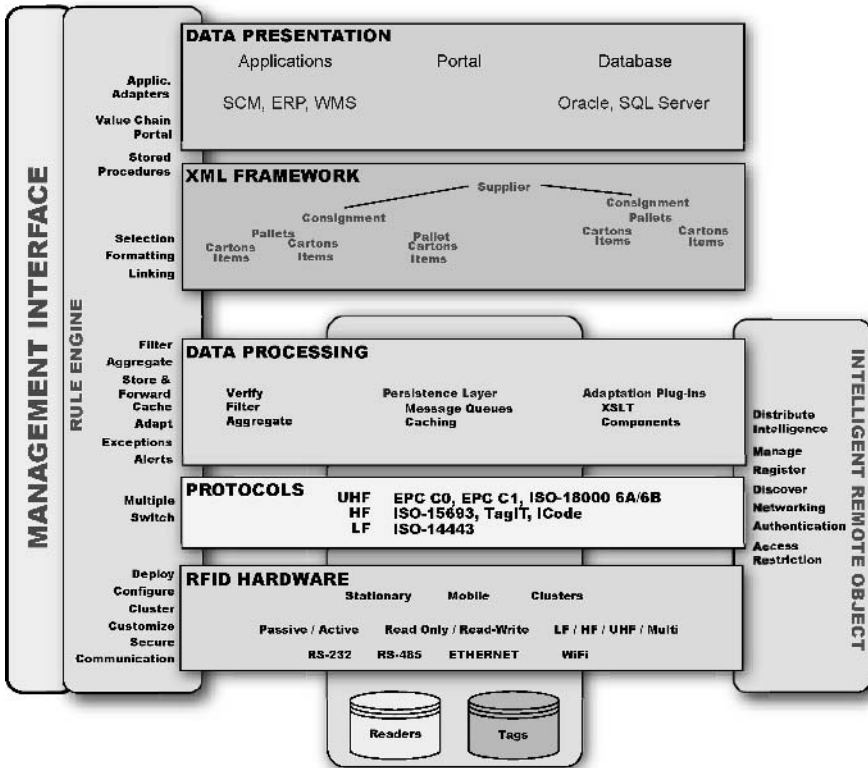 MANAGEMENT INTERFACE
RULE ENGINE
Applic.
Adapters
Value Chain
Portal
Stored
Procedures
Selection
Formatting
Linking
Filter
Aggregate
Store &
Forward
Cache
Adapt
Exceptions
Alerts
Multiple
Switch
Deploy
Configure
Cluster
Customize
Secure
Communication
DATA PRESENTATION
Applications Portal Database
SCM, ERP, WMS Oracle, SQL Server
XML FRAMEWORK
Supplier
Consignment Consignment
Pallets Pallet Pallets
Cartons Cartons Cartons Cartons Cartons
Items Items Items Items Items
DATA PROCESSING
Verify Persistence Layer Adaptation Plug-Ins
Filter Message Queues XSLT
Aggregate Caching Components
PROTOCOLS
UHF EPC C0, EPC C1, ISO-18000 6A/6B
HF ISO-15693, TagIT, ICode
LF ISO-14443
RFID HARDWARE
Stationary Mobile Clusters
Passive / Active Read Only / Read-Write LF / HF / UHF / Multi
RS-232 RS-485 ETHERNET WiFi
Readers Tags
Distribute
Intelligence
Manage
Register
Discover
Networking
Authentication
Access
Restriction
INTELLIGENT REMOTE OBJECT